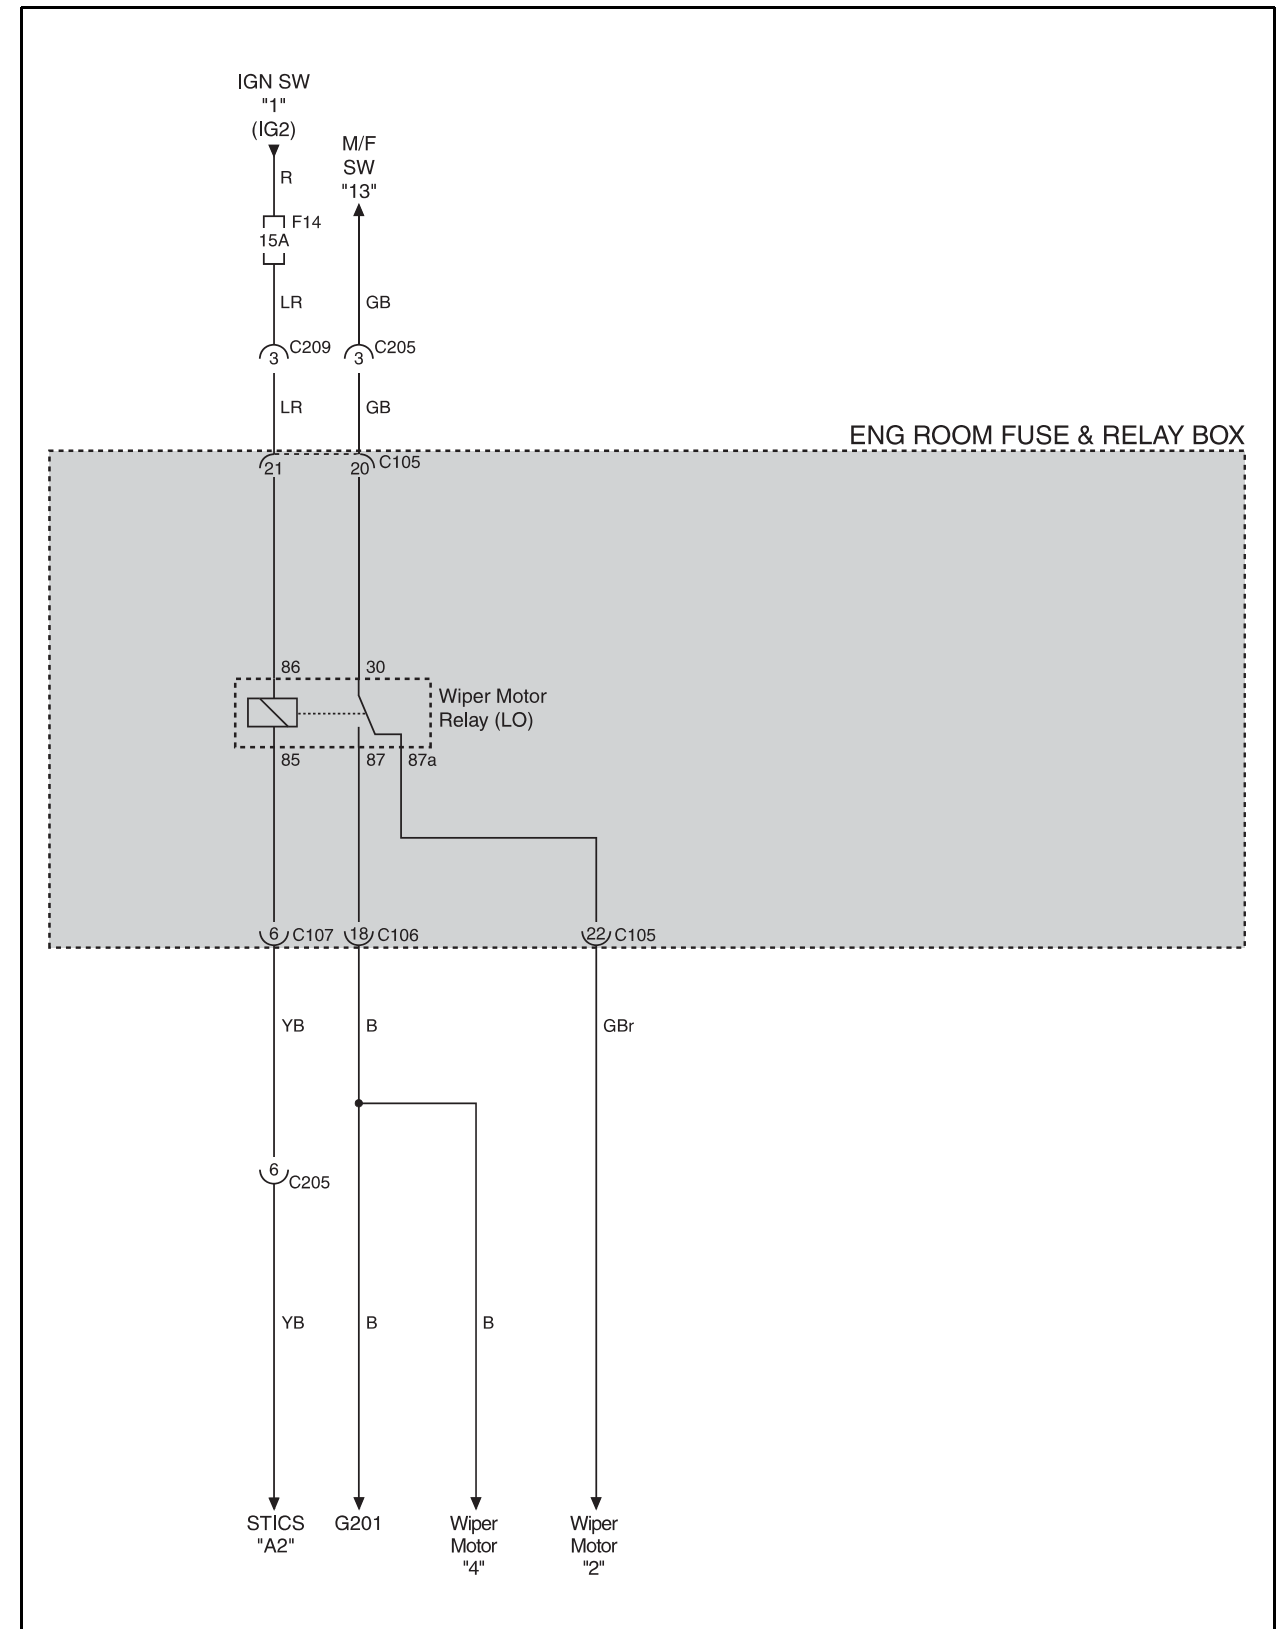 IGN SW
"1"
(IG2)
M/F
SW
"13"
R
F14
15A
LR
GB
3
C209
3
C205
LR
GB
ENG ROOM FUSE & RELAY BOX
21
20
C105
86
30
Wiper Motor
Relay (LO)
85
87
87a
6
C107
18
C106
22
C105
YB
B
GBr
6
C205
YB
B
B
STICS
"A2"
G201
Wiper
Motor
"4"
Wiper
Motor
"2"